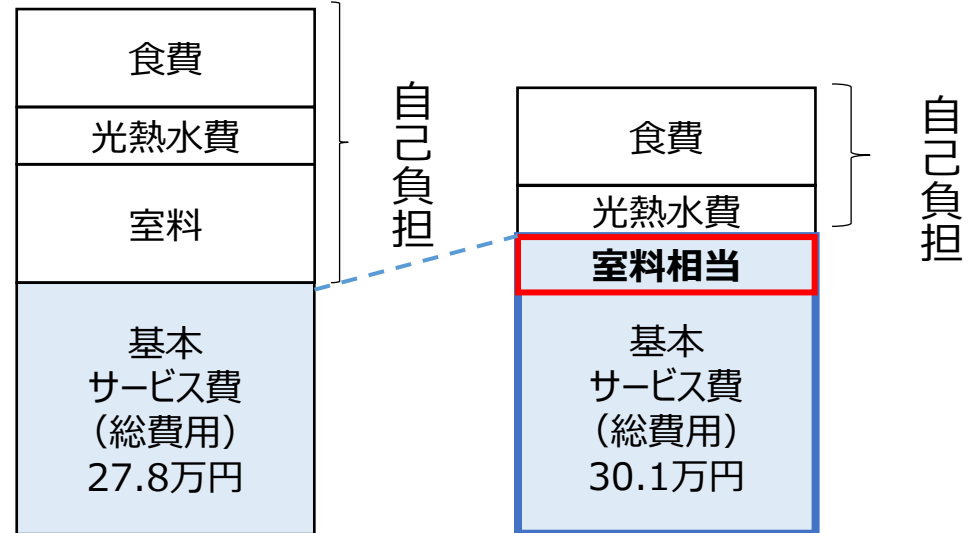 食費
光熱水費
室料
自己負担
基本
サービス費
（総費用）
27.8万円
食費
光熱水費
自己負担
室料相当
基本
サービス費
（総費用）
30.1万円